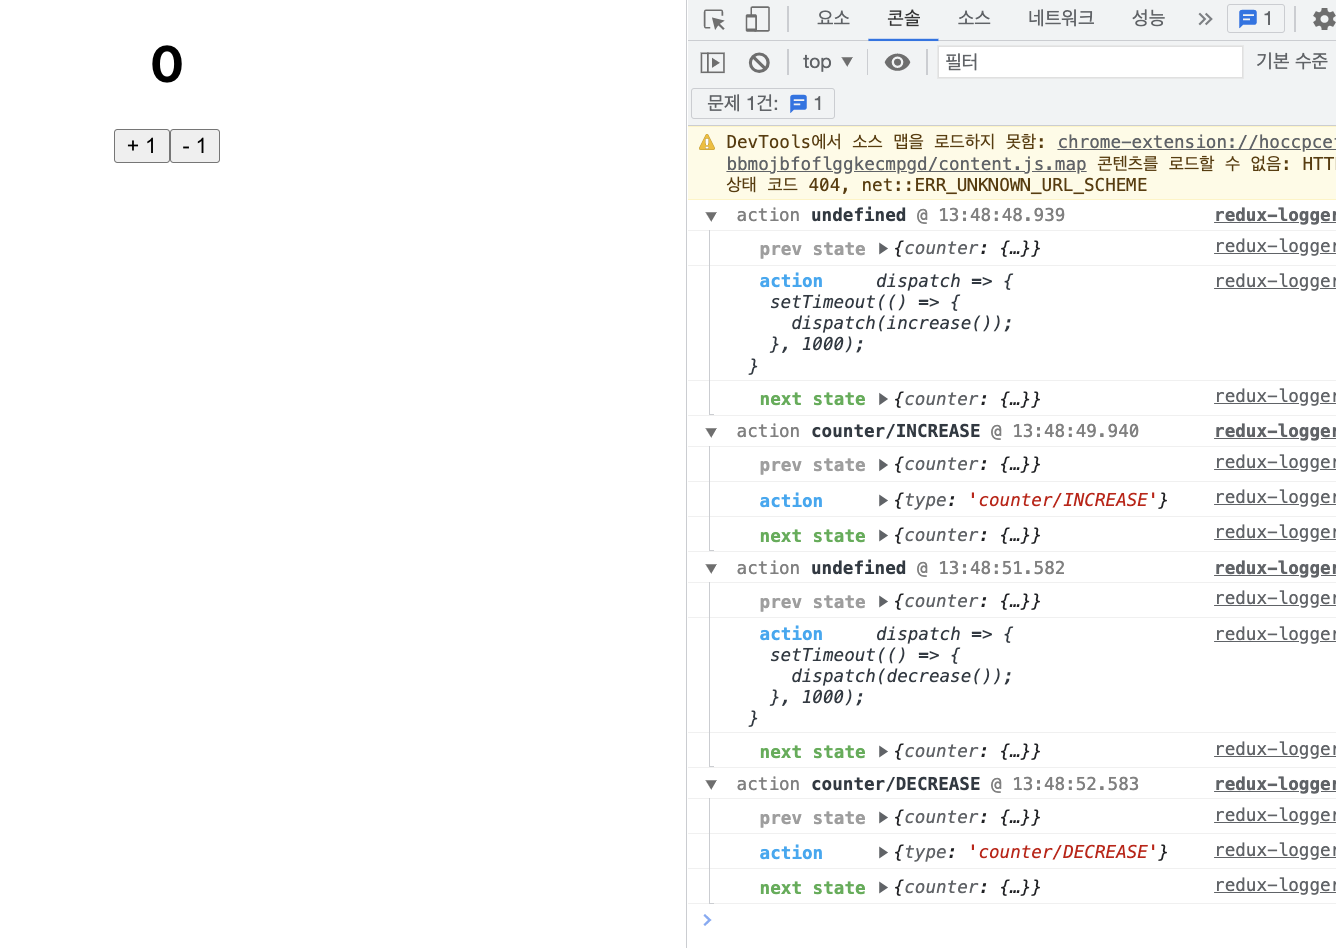 0
+ 1 - 1
요소 콘솔 소스 네트워크 성능 » 1
top ▼ 필터 기본 수준
문제 1건: 1
DevTools에서 소스 맵을 로드하지 못함: chrome-extension://hoccpcef
bbmojbfoflggkecmpgd/content.js.map 콘텐츠를 로드할 수 없음: HTTP
상태 코드 404, net::ERR_UNKNOWN_URL_SCHEME
▼ action undefined @ 13:48:48.939 redux-logger
prev state ▶{counter: {…}} redux-logger
action dispatch => { redux-logger
setTimeout(() => {
dispatch(increase());
}, 1000);
}
next state ▶{counter: {…}} redux-logger
▼ action counter/INCREASE @ 13:48:49.940 redux-logger
prev state ▶{counter: {…}} redux-logger
action ▶{type: 'counter/INCREASE'} redux-logger
next state ▶{counter: {…}} redux-logger
▼ action undefined @ 13:48:51.582 redux-logger
prev state ▶{counter: {…}} redux-logger
action dispatch => { redux-logger
setTimeout(() => {
dispatch(decrease());
}, 1000);
}
next state ▶{counter: {…}} redux-logger
▼ action counter/DECREASE @ 13:48:52.583 redux-logger
prev state ▶{counter: {…}} redux-logger
action ▶{type: 'counter/DECREASE'} redux-logger
next state ▶{counter: {…}} redux-logger
>